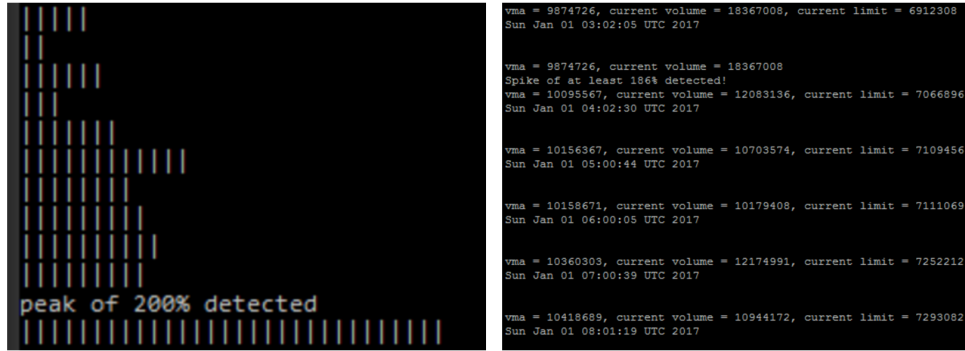 peak of 200% detected
vma = 9874726, current volume = 18367008, current limit = 6912308
Sun Jan 01 03:02:05 UTC 2017
vma = 9874726, current volume = 18367008
Spike of at least 186% detected!
vma = 10095567, current volume = 12083136, current limit = 7066896
Sun Jan 01 04:02:30 UTC 2017
vma = 10156367, current volume = 10703574, current limit = 7109456
Sun Jan 01 05:00:44 UTC 2017
vma = 10158671, current volume = 10179408, current limit = 7111069
Sun Jan 01 06:00:05 UTC 2017
vma = 10360303, current volume = 12174991, current limit = 7252212
Sun Jan 01 07:00:39 UTC 2017
vma = 10418689, current volume = 10944172, current limit = 7293082
Sun Jan 01 08:01:19 UTC 2017